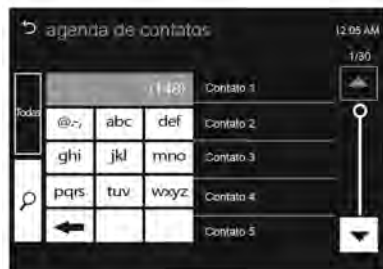 agenda de contatos
12:05 AM
1/30
Todas
(148)
Contato 1
@.-,
abc
def
Contato 2
ghi
jkl
mno
Contato 3
pqrs
tuv
wxyz
Contato 4
Contato 5